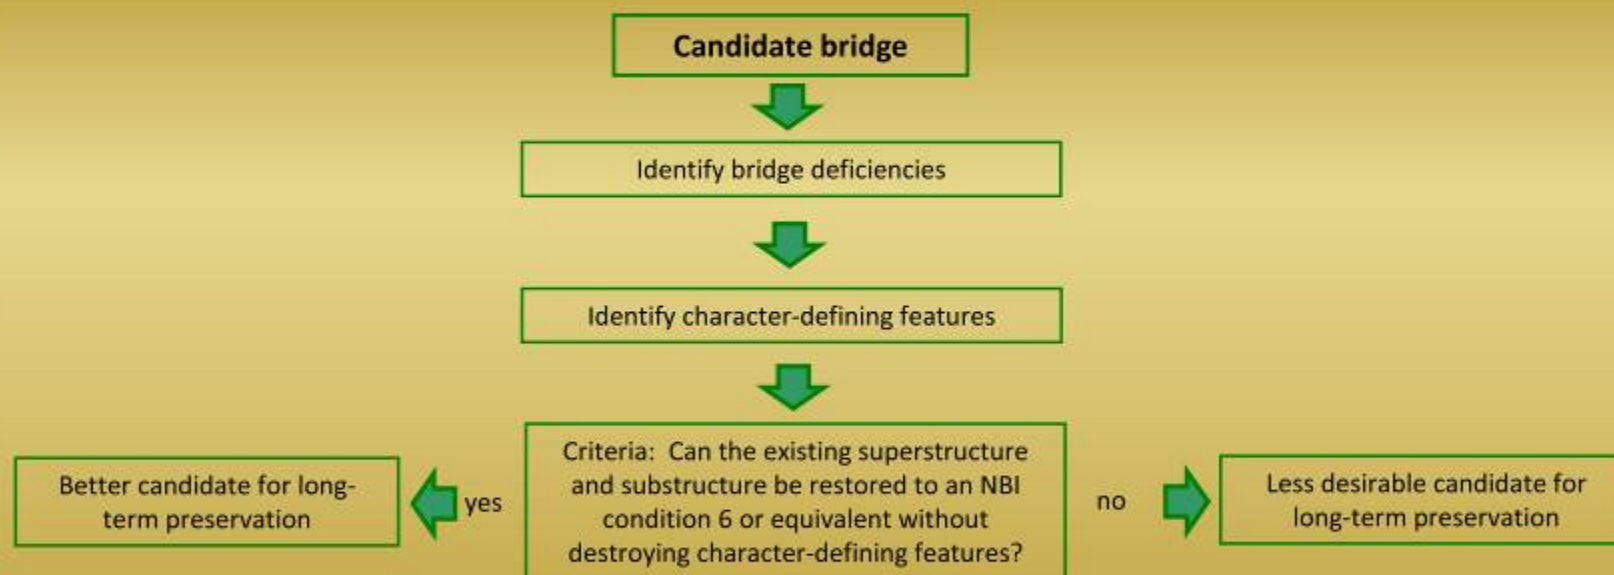 Candidate bridge
Identify bridge deficiencies
Identify character-defining features
Criteria:  Can the existing superstructure
and substructure be restored to an NBI
condition 6 or equivalent without
destroying character-defining features?
yes
Better candidate for long-
term preservation
no
Less desirable candidate for
long-term preservation